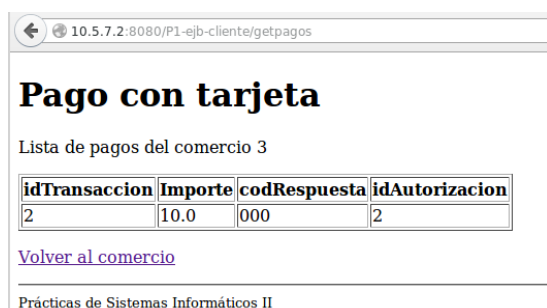 10.5.7.2:8080/P1-ejb-cliente/getpagos
Pago con tarjeta
Lista de pagos del comercio 3
idTransaccion Importe codRespuesta idAutorizacion
2 10.0 000 2
Volver al comercio
Prácticas de Sistemas Informáticos II